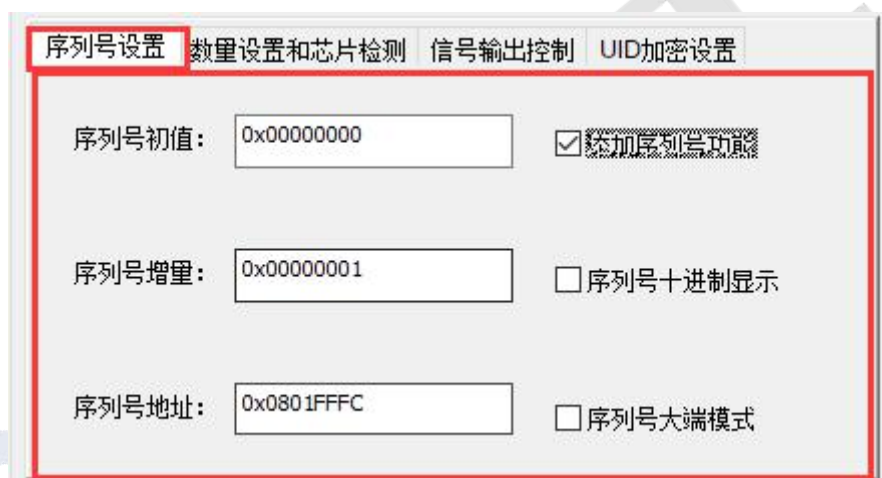 序列号设置 数量设置和芯片检测 信号输出控制 UID加密设置
序列号初值： 0x00000000 添加序列号功能
序列号增量： 0x00000001 序列号十进制显示
序列号地址： 0x0801FFFC 序列号大端模式